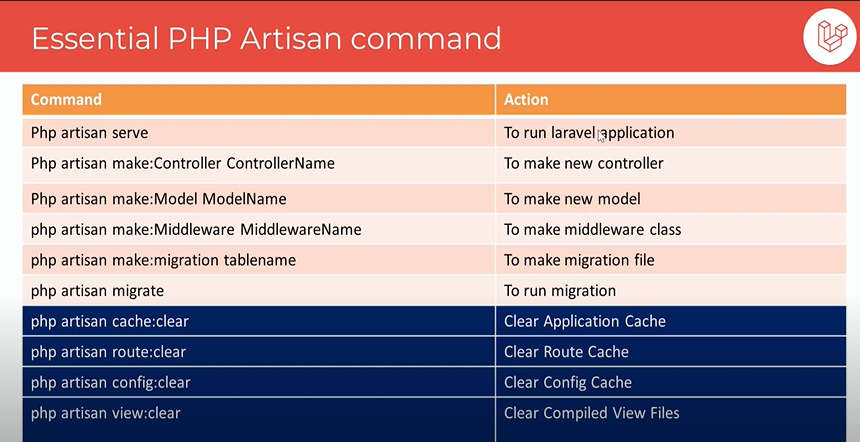 Essential PHP Artisan command
Command Action
Php artisan serve To run laravel application
Php artisan make:Controller ControllerName To make new controller
Php artisan make:Model ModelName To make new model
php artisan make:Middleware MiddlewareName To make middleware class
php artisan make:migration tablename To make migration file
php artisan migrate To run migration
php artisan cache:clear Clear Application Cache
php artisan route:clear Clear Route Cache
php artisan config:clear Clear Config Cache
php artisan view:clear Clear Compiled View Files